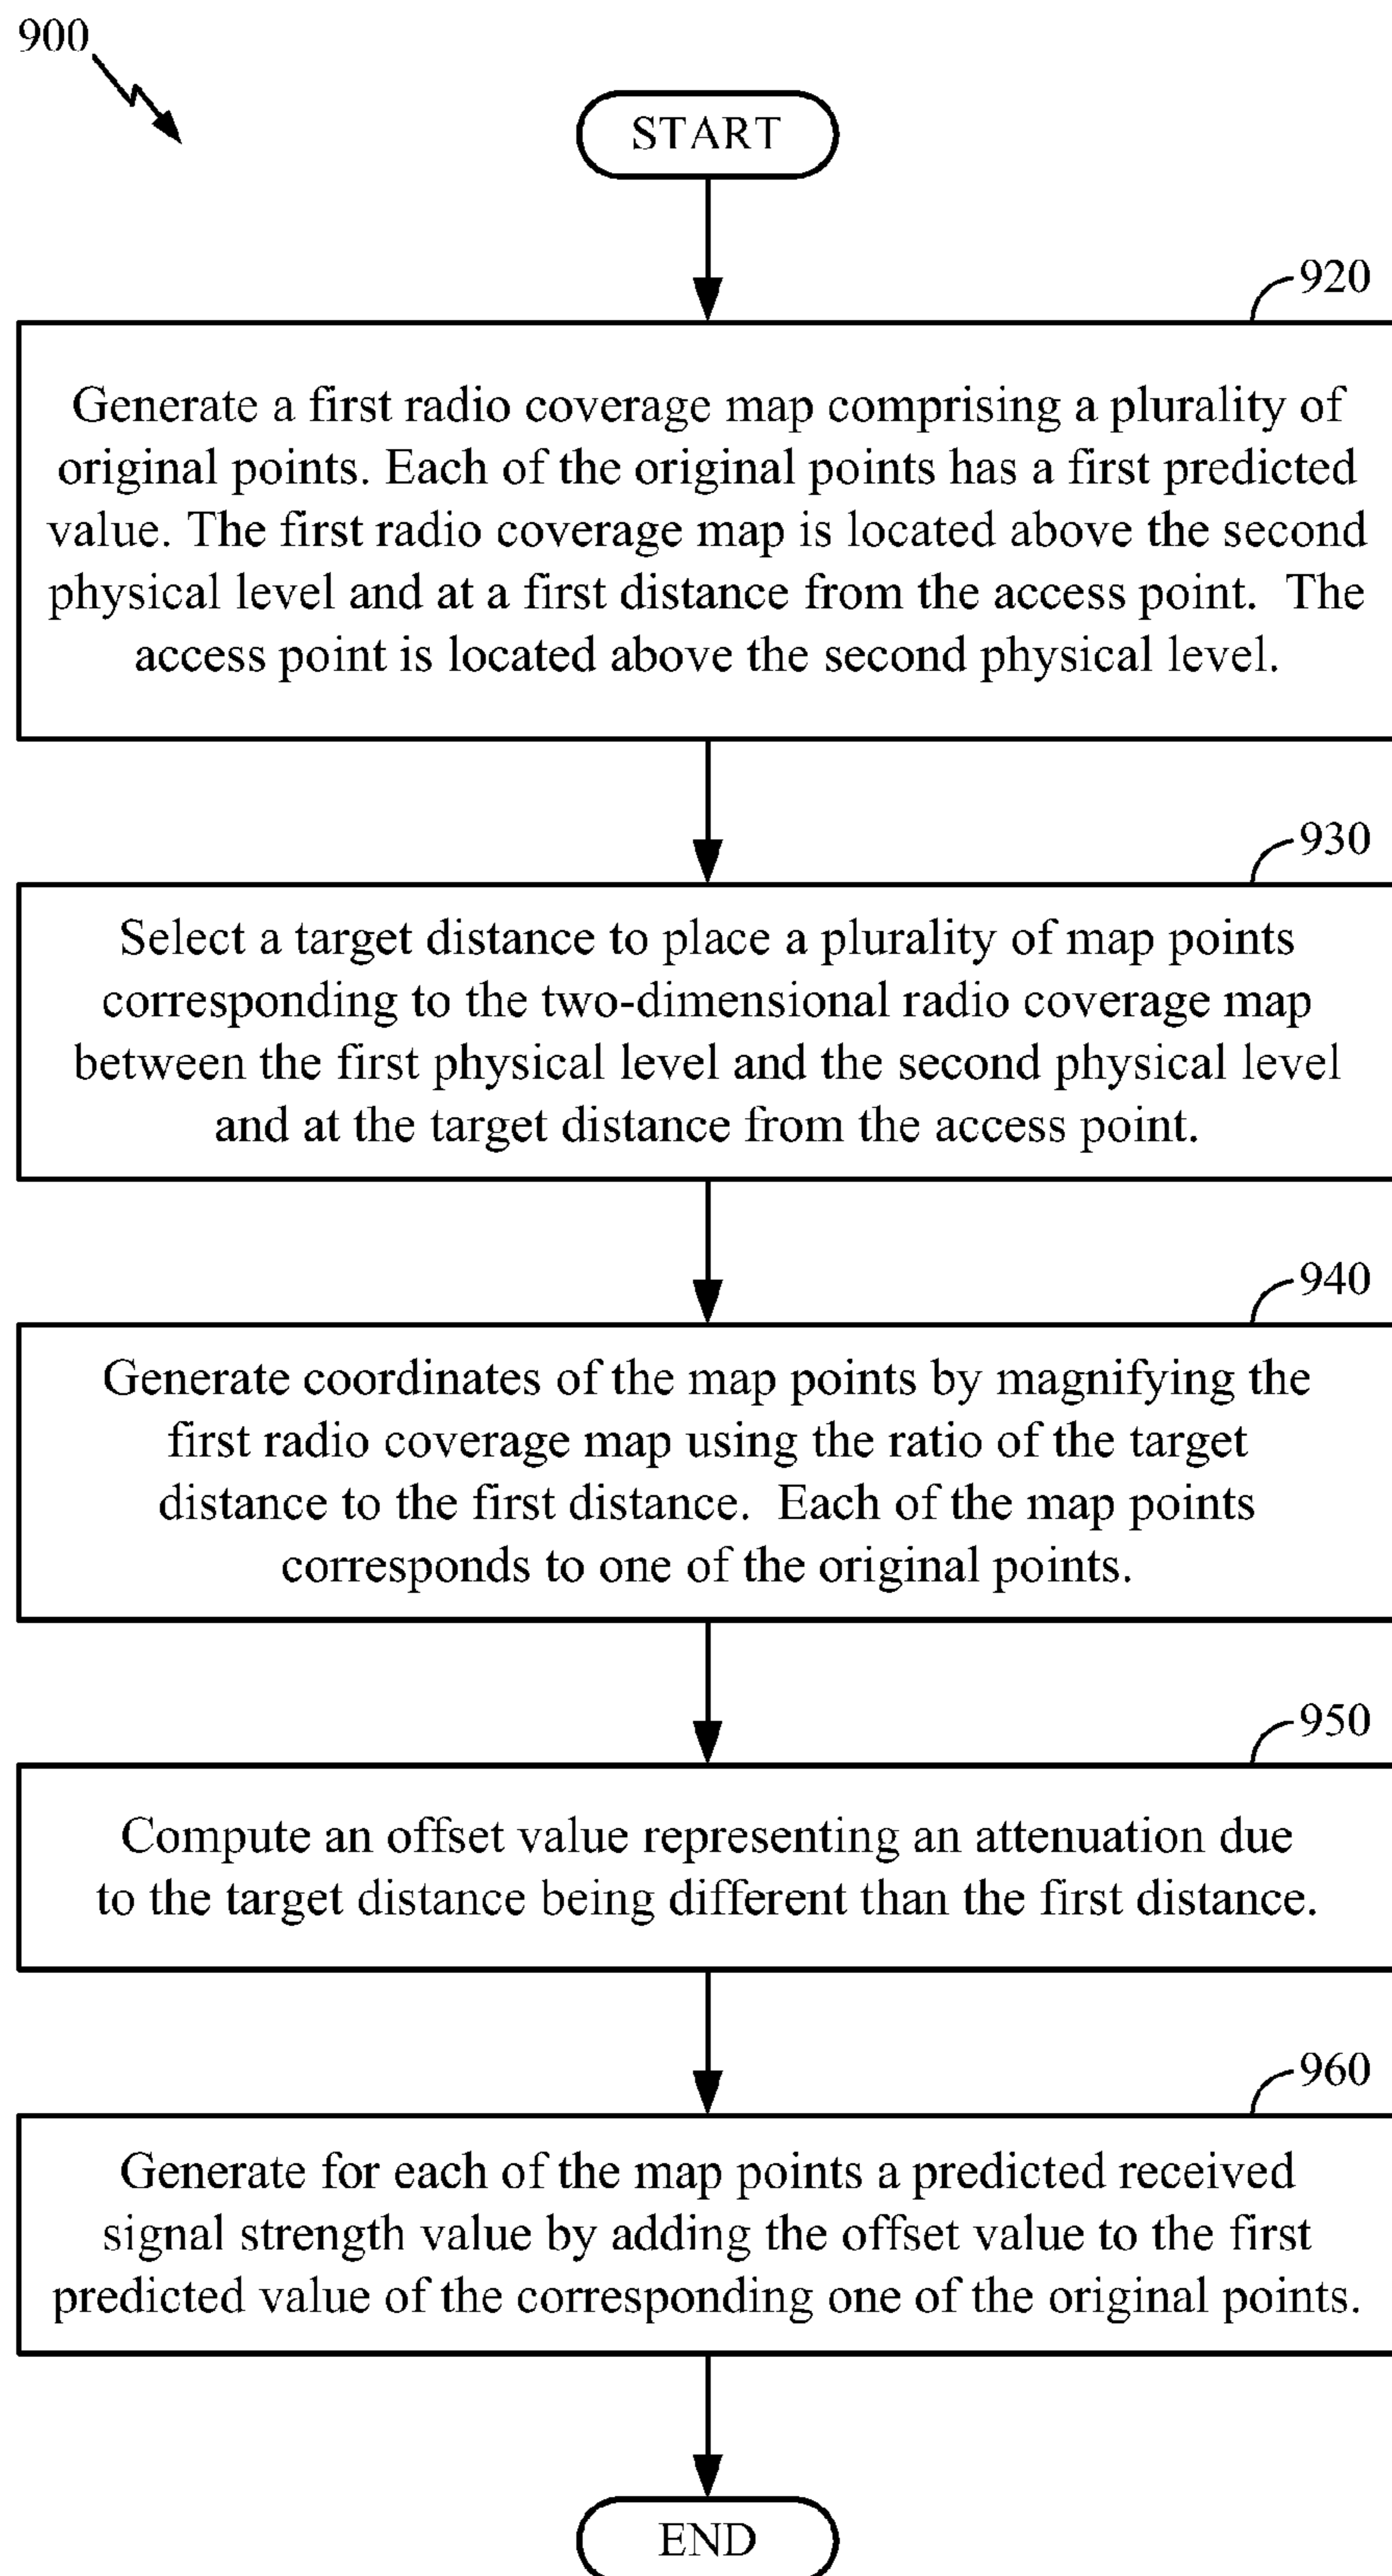 900
START
920
Generate a first radio coverage map comprising a plurality of
original points. Each of the original points has a first predicted
value. The first radio coverage map is located above the second
physical level and at a first distance from the access point. The
access point is located above the second physical level.
930
Select a target distance to place a plurality of map points
corresponding to the two-dimensional radio coverage map
between the first physical level and the second physical level
and at the target distance from the access point.
940
Generate coordinates of the map points by magnifying the
first radio coverage map using the ratio of the target
distance to the first distance. Each of the map points
corresponds to one of the original points.
950
Compute an offset value representing an attenuation due
to the target distance being different than the first distance.
960
Generate for each of the map points a predicted received
signal strength value by adding the offset value to the first
predicted value of the corresponding one of the original points.
END